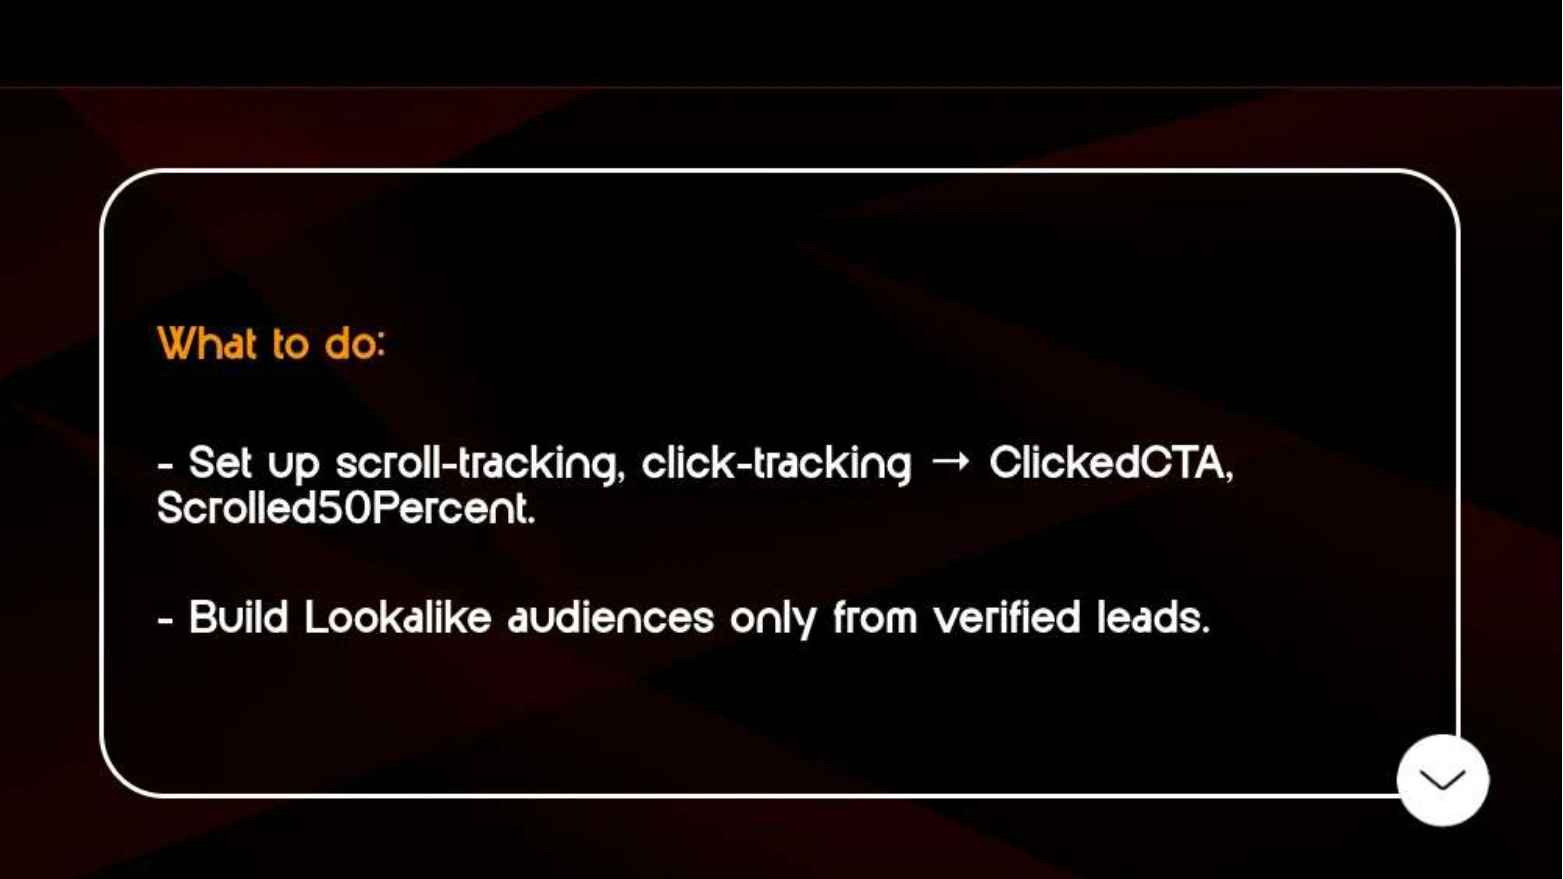 What to do:
- Set up scroll-tracking, click-tracking → ClickedCTA,
Scrolled50Percent.
- Build Lookalike audiences only from verified leads.